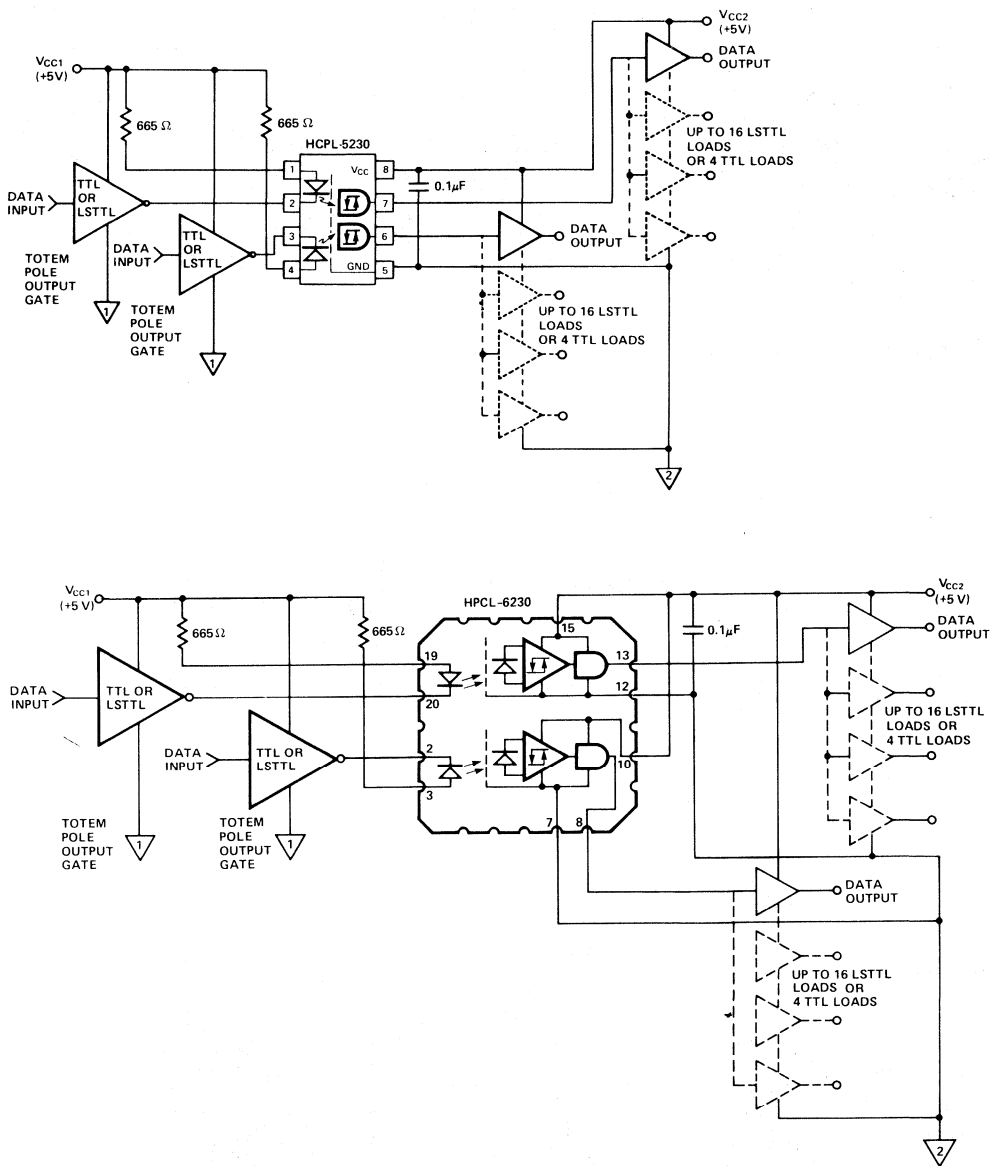 VCC2
(+5V)
DATA
OUTPUT
VCC1
(+5V)
665 Ω
665 Ω
HCPL-5230
1
VCC
8
0.1μF
UP TO 16 LSTTL
LOADS
OR 4 TTL LOADS
DATA
INPUT
TTL
OR
LSTTL
2
7
DATA
INPUT
TTL
OR
LSTTL
3
6
DATA
OUTPUT
4
GND
5
TOTEM
POLE
OUTPUT
GATE
1
TOTEM
POLE
OUTPUT
GATE
1
UP TO 16 LSTTL
LOADS
OR 4 TTL LOADS
2
VCC1
(+5 V)
HPCL-6230
VCC2
(+5 V)
665Ω
665Ω
15
0.1μF
DATA
OUTPUT
19
13
DATA
INPUT
TTL OR
LSTTL
20
12
UP TO 16 LSTTL
LOADS OR
4 TTL LOADS
DATA
INPUT
TTL OR
LSTTL
2
10
3
7
8
TOTEM
POLE
OUTPUT
GATE
1
TOTEM
POLE
OUTPUT
GATE
1
DATA
OUTPUT
UP TO 16 LSTTL
LOADS OR
4 TTL LOADS
2